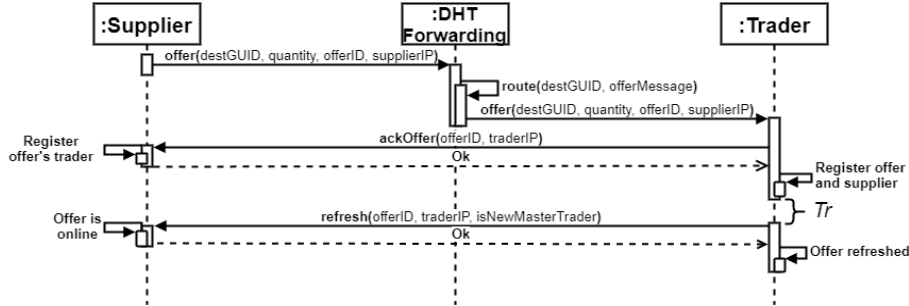 :Supplier
:DHT
Forwarding
:Trader
offer(destGUID, quantity, offerID, supplierIP)
route(destGUID, offerMessage)
offer(destGUID, quantity, offerID, supplierIP)
ackOffer(offerID, traderIP)
Register
offer's trader
Ok
Register offer
and supplier
Tr
Offer is
online
refresh(offerID, traderIP, isNewMasterTrader)
Ok
Offer refreshed